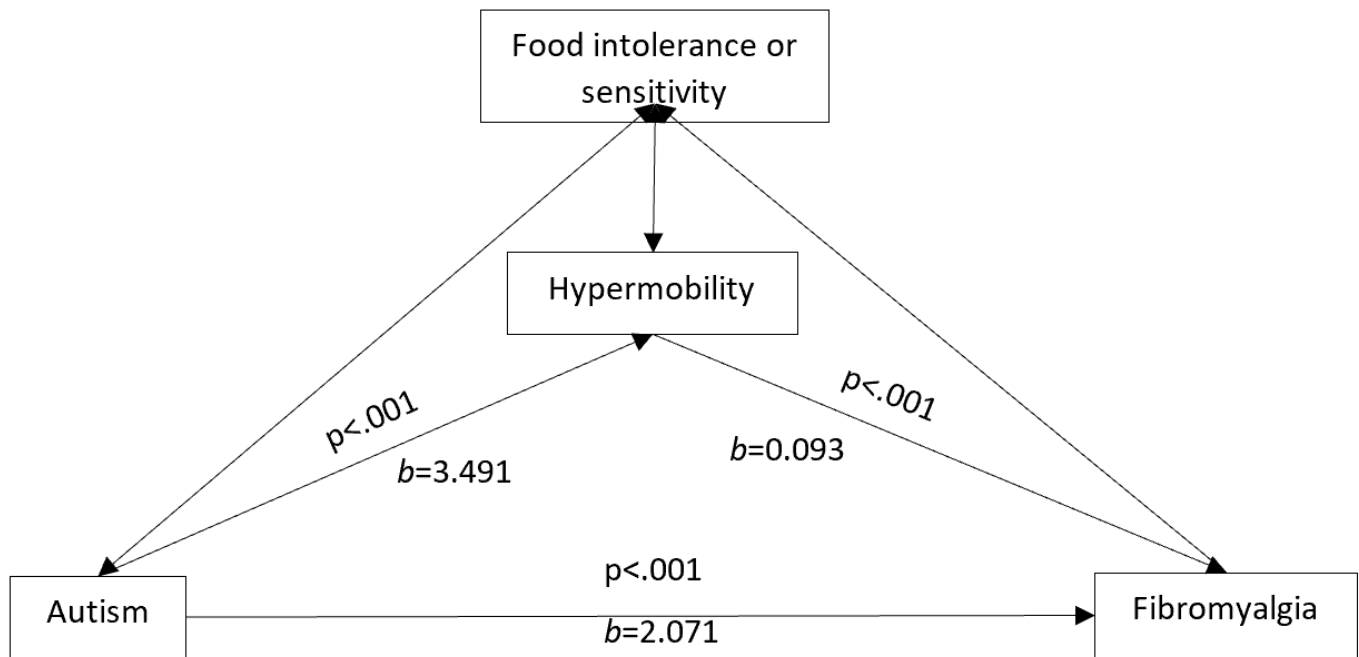 Food intolerance or
sensitivity
Hypermobility
p<.001
b=3.491
p<.001
b=0.093
p<.001
b=2.071
Autism
Fibromyalgia